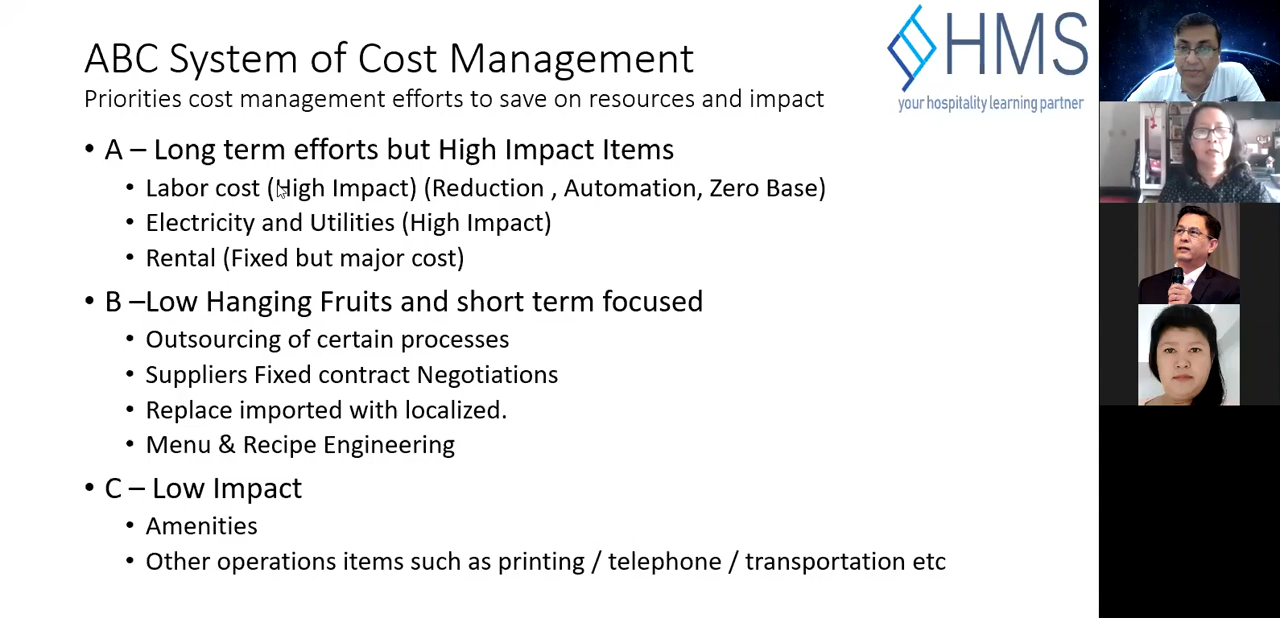 ABC System of Cost Management
Priorities cost management efforts to save on resources and impact
HMS
your hospitality learning partner
• A – Long term efforts but High Impact Items
• Labor cost (High Impact) (Reduction , Automation, Zero Base)
• Electricity and Utilities (High Impact)
• Rental (Fixed but major cost)
• B –Low Hanging Fruits and short term focused
• Outsourcing of certain processes
• Suppliers Fixed contract Negotiations
• Replace imported with localized.
• Menu & Recipe Engineering
• C – Low Impact
• Amenities
• Other operations items such as printing / telephone / transportation etc